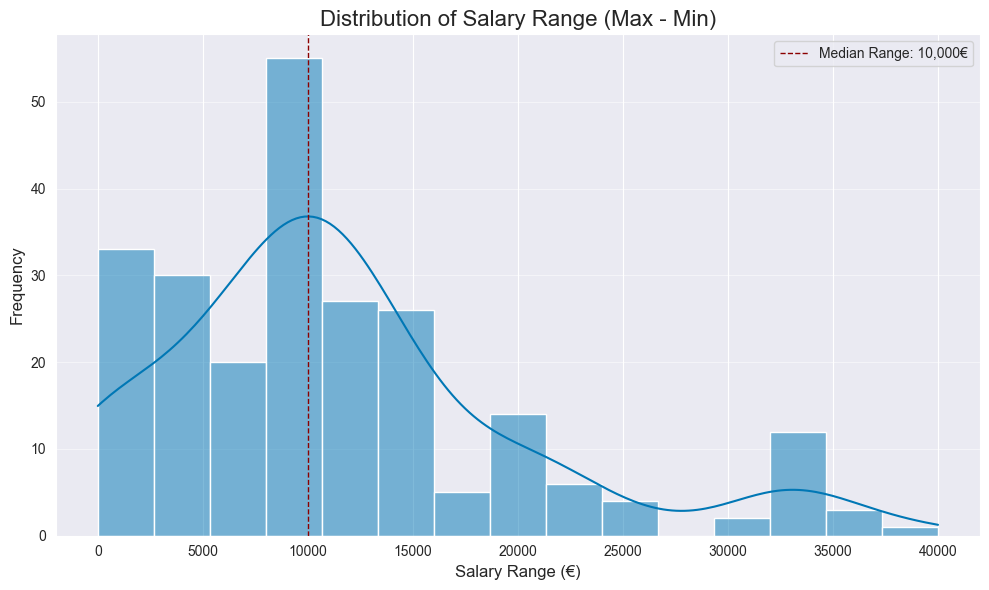 Distribution of Salary Range (Max - Min)
Median Range: 10,000€
Frequency
50
40
30
20
10
0
0 5000 10000 15000 20000 25000 30000 35000 40000
Salary Range (€)